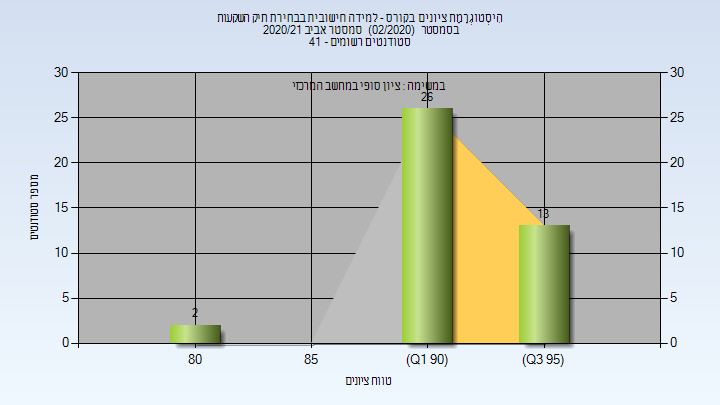 היסטוגרמת ציונים בקורס - למידה חישובית בבחירת תיק השקעות
בסמסטר (02/2020) סמסטר אביב 2020/21
סטודנטים רשומים - 41
במשימה : ציון סופי במחשב המרכזי
30
25
20
15
10
5
0
30
25
20
15
10
5
0
2
26
13
80
85
(Q1 90)
(Q3 95)
מספר סטודנטים
טווח ציונים